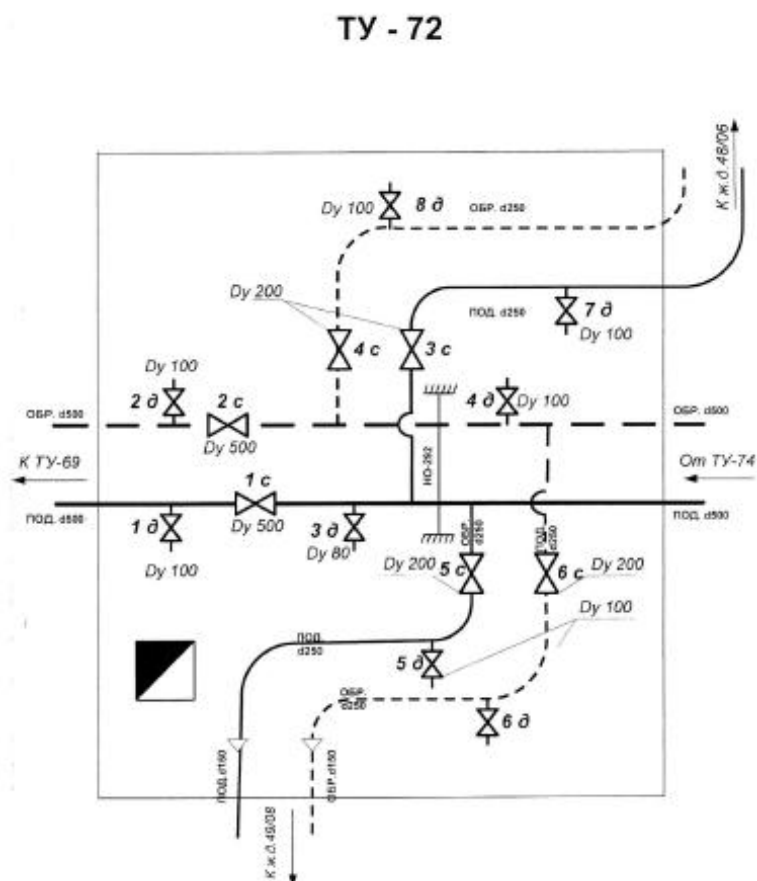 ТУ - 72
К ж.д.48/06
Dy 100
8 д
ОБР. d250
Dy 200
ПОД. d250
7 д
Dy 100
4 с
3 с
Dy 100
2 д
2 с
4 д
Dy 100
ОБР. d500
ОБР. d500
Dy 500
К ТУ-69
НО-292
От ТУ-74
1 с
ПОД. d500
ПОД. d500
1 д
Dy 500
3 д
Dy 80
ОБР. d250
ПОД. d250
Dy 100
Dy 200
5 с
6 с
Dy 200
Dy 100
ПОД. d250
5 д
ОБР. d250
6 д
ПОД. d150
ОБР. d150
К ж.д.49/08